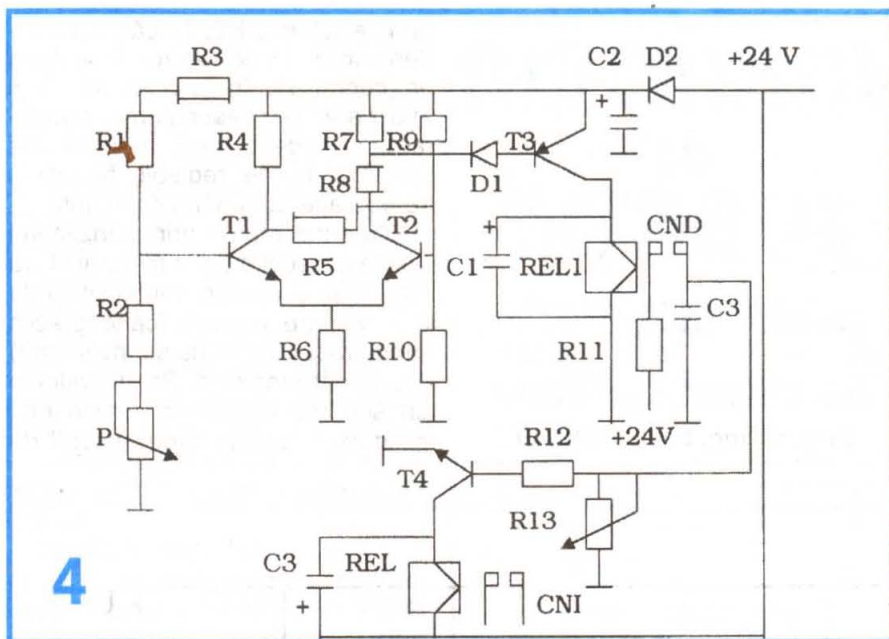 R3
C2 D2 +24 V
R1 R4 R7 R9 T3
R8 D1
T1 T2 CND
R5 C1 REL1 C3
R2
R6 R10 R11
P R12 +24V
T4
R13
C3 REL
4 CNI
+
+
+